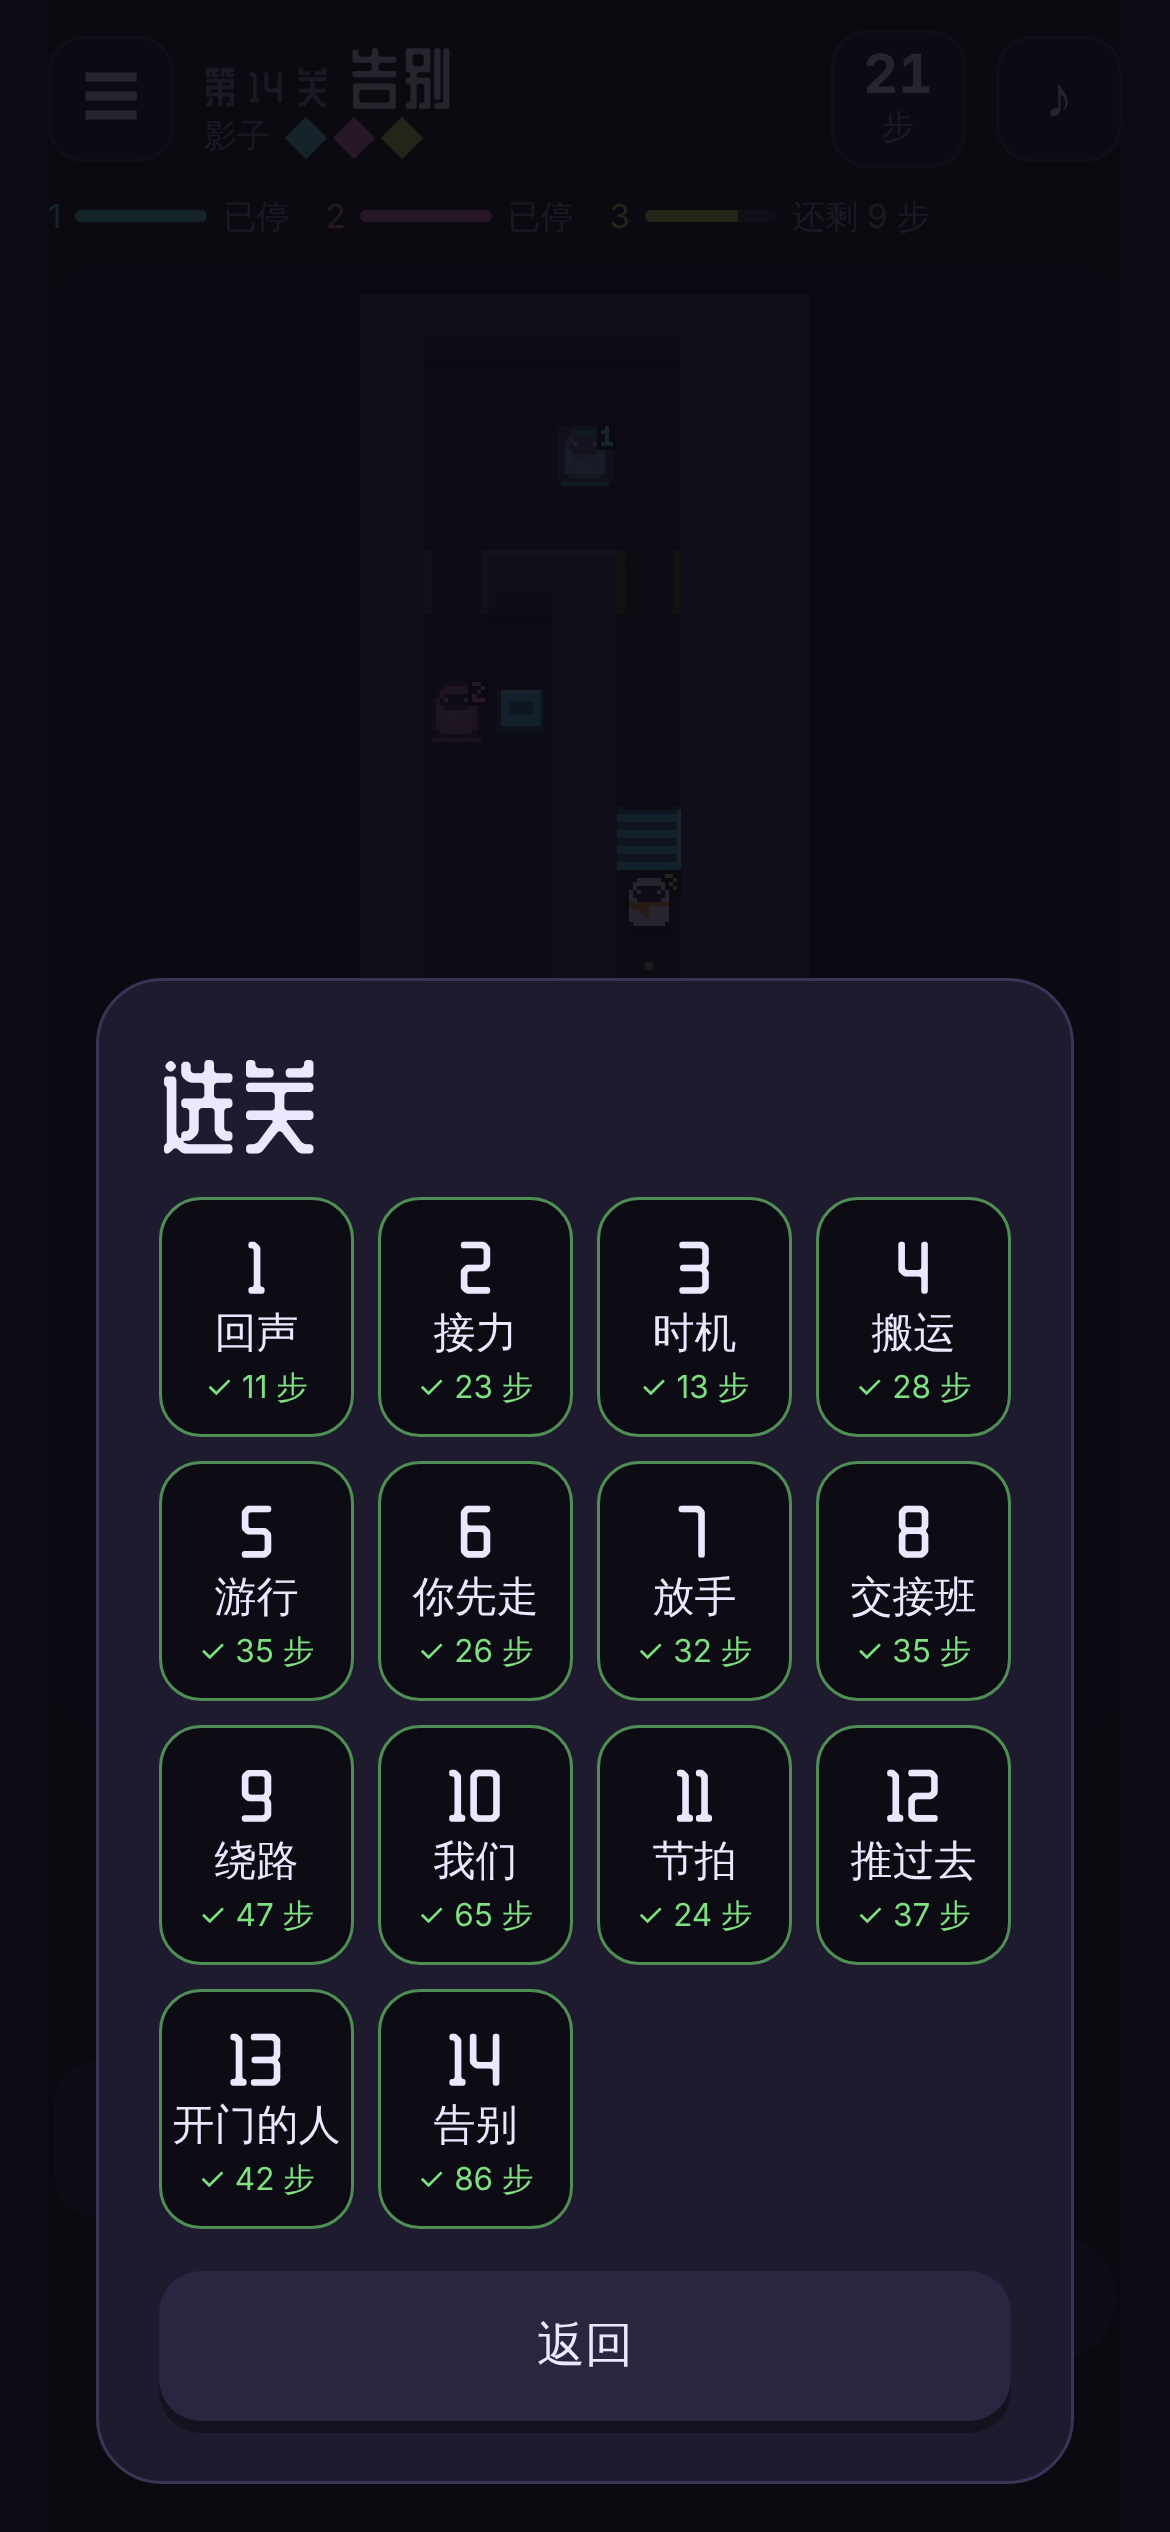 第 14 关 告别
影子
21
步
♪
1 已停 2 已停 3 还剩 9 步
1
2
选关
1
回声
✓ 11 步
2
接力
✓ 23 步
3
时机
✓ 13 步
4
搬运
✓ 28 步
5
游行
✓ 35 步
6
你先走
✓ 26 步
7
放手
✓ 32 步
8
交接班
✓ 35 步
9
绕路
✓ 47 步
10
我们
✓ 65 步
11
节拍
✓ 24 步
12
推过去
✓ 37 步
13
开门的人
✓ 42 步
14
告别
✓ 86 步
返回